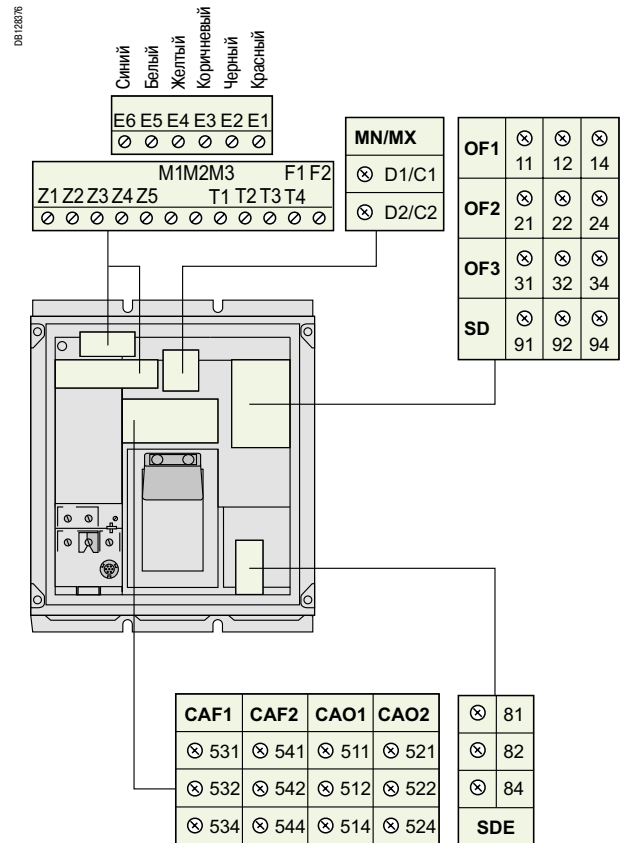 DB128376
Синий
Белый
Желтый
Коричневый
Черный
Красный
E6 E5 E4 E3 E2 E1
M1M2M3 F1 F2
Z1 Z2 Z3 Z4 Z5 T1 T2 T3 T4
MN/MX
D1/C1
D2/C2
OF1 11 12 14
OF2 21 22 24
OF3 31 32 34
SD 91 92 94
CAF1 CAF2 CAO1 CAO2
531 541 511 521
532 542 512 522
534 544 514 524
81
82
84
SDE